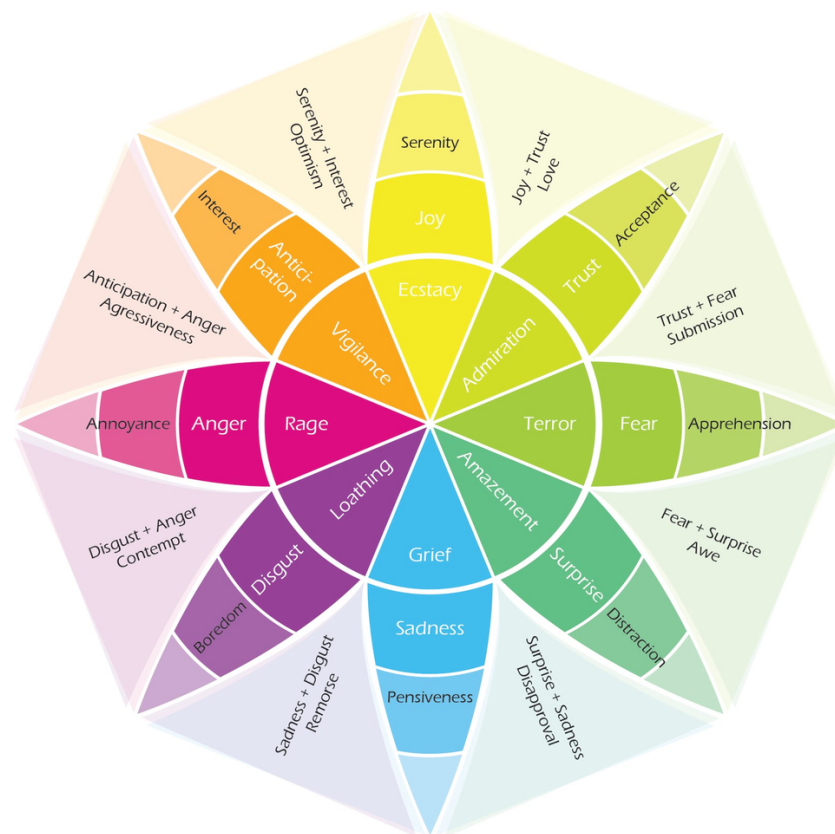 Serenity + Interest
Optimism
Serenity
Joy + Trust
Love
Interest
Joy
Acceptance
Antici-
pation
Trust
Anticipation + Anger
Agressiveness
Ecstacy
Trust + Fear
Submission
Vigilance
Admiration
Annoyance
Anger
Rage
Terror
Fear
Apprehension
Loathing
Amazement
Disgust + Anger
Contempt
Disgust
Grief
Surprise
Fear + Surprise
Awe
Boredom
Sadness
Distraction
Sadness + Disgust
Remorse
Pensiveness
Surprise + Sadness
Disapproval